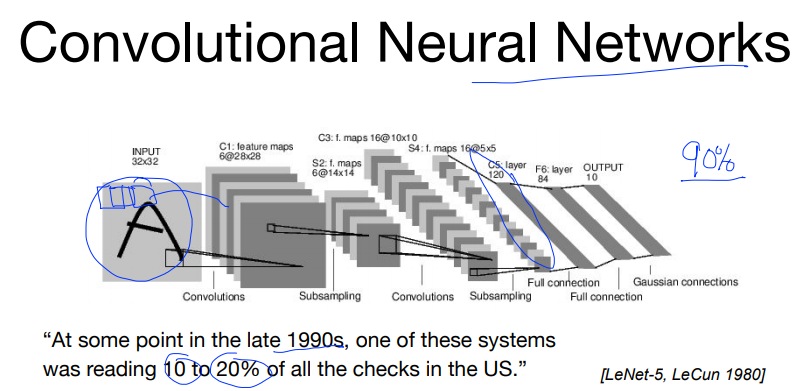 Convolutional Neural Networks
INPUT
32x32
C1: feature maps
6@28x28
S2: f. maps
6@14x14
C3: f. maps 16@10x10
S4: f. maps 16@5x5
C5: layer
120
F6: layer
84
OUTPUT
10
90%
A
Convolutions
Subsampling
Convolutions
Subsampling
Full connection
Full connection
Gaussian connections
“At some point in the late 1990s, one of these systems
was reading 10 to 20% of all the checks in the US.”
[LeNet-5, LeCun 1980]